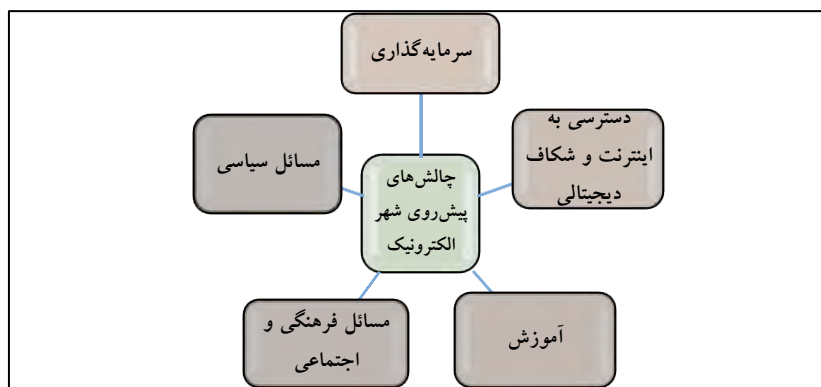 سرمایه‌گذاری
دسترسی به
اینترنت و شکاف
دیجیتالی
مسائل سیاسی
چالش‌های
پیش‌روی شهر
الکترونیک
آموزش
مسائل فرهنگی و
اجتماعی